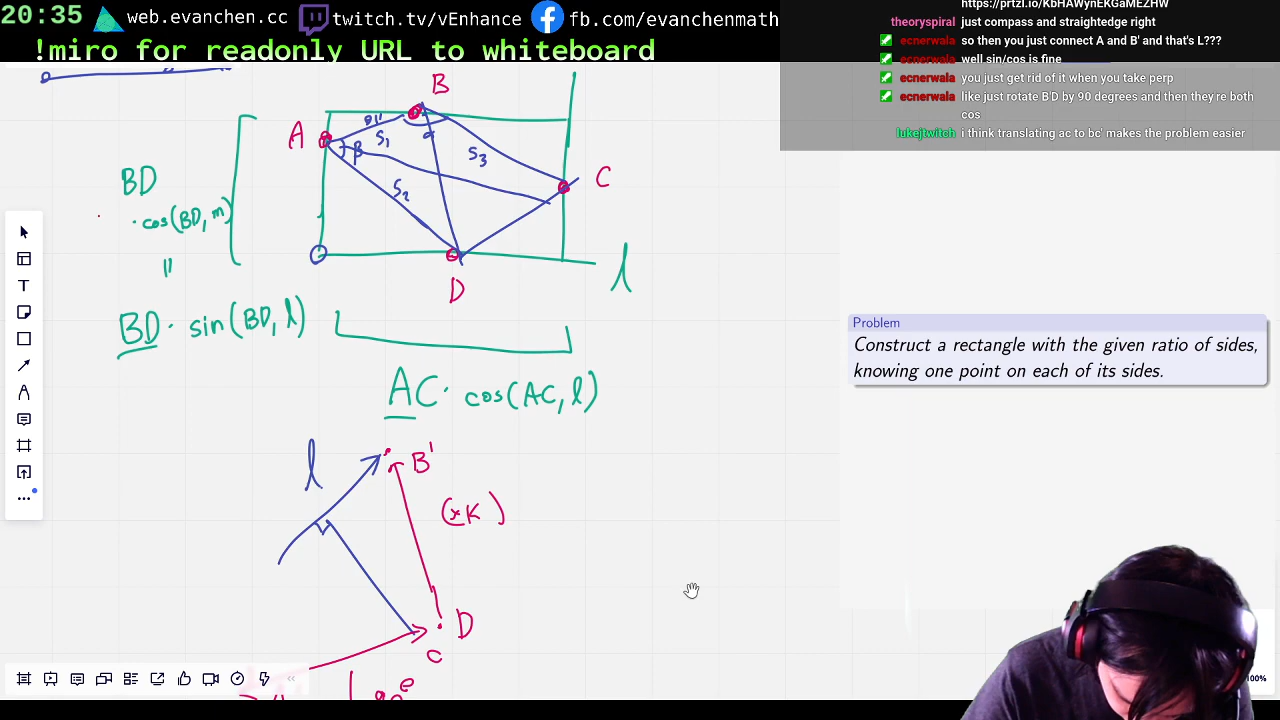 20:35 web.evanchen.cc twitch.tv/vEnhance fb.com/evanchenmath
!miro for readonly URL to whiteboard
https://prtzl.io/KbHAWynEKGaMEZHW
theoryspiral just compass and straightedge right
ecnerwala so then you just connect A and B' and that's L???
ecnerwala well sin/cos is fine
ecnerwala you just get rid of it when you take perp
ecnerwala like just rotate B'D by 90 degrees and then they're both
cos
lukejtwitch i think translating ac to bc' makes the problem easier
B
A
S₁
α
β
S₃
C
S₂
D
l
BD
· cos(BD, m)
=
BD · sin(BD, l)
AC · cos(AC, l)
l
B'
(×K)
D
C
Problem
Construct a rectangle with the given ratio of sides,
knowing one point on each of its sides.
100%